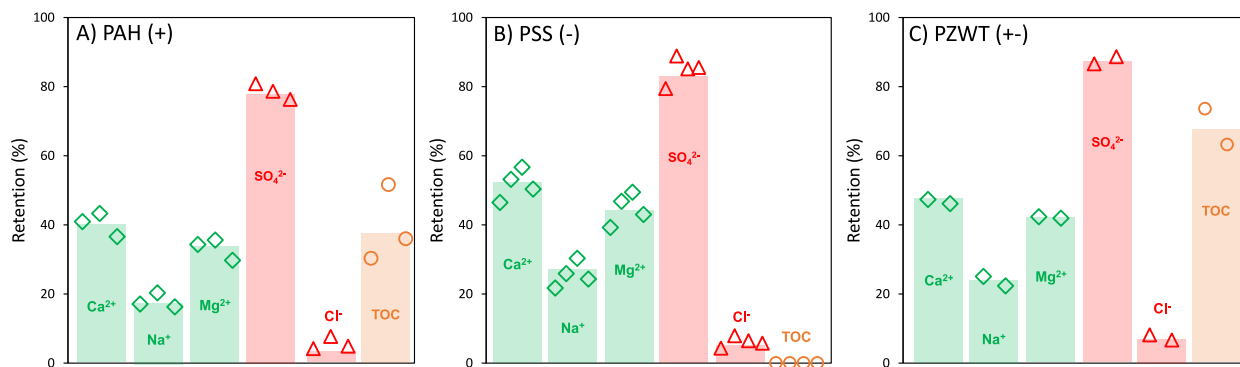 A) PAH (+)
Retention (%)
100
80
60
40
20
0
Ca²⁺
Na⁺
Mg²⁺
SO₄²⁻
Cl⁻
TOC
B) PSS (-)
Retention (%)
100
80
60
40
20
0
Ca²⁺
Na⁺
Mg²⁺
SO₄²⁻
Cl⁻
TOC
C) PZWT (+-)
Retention (%)
100
80
60
40
20
0
Ca²⁺
Na⁺
Mg²⁺
SO₄²⁻
Cl⁻
TOC